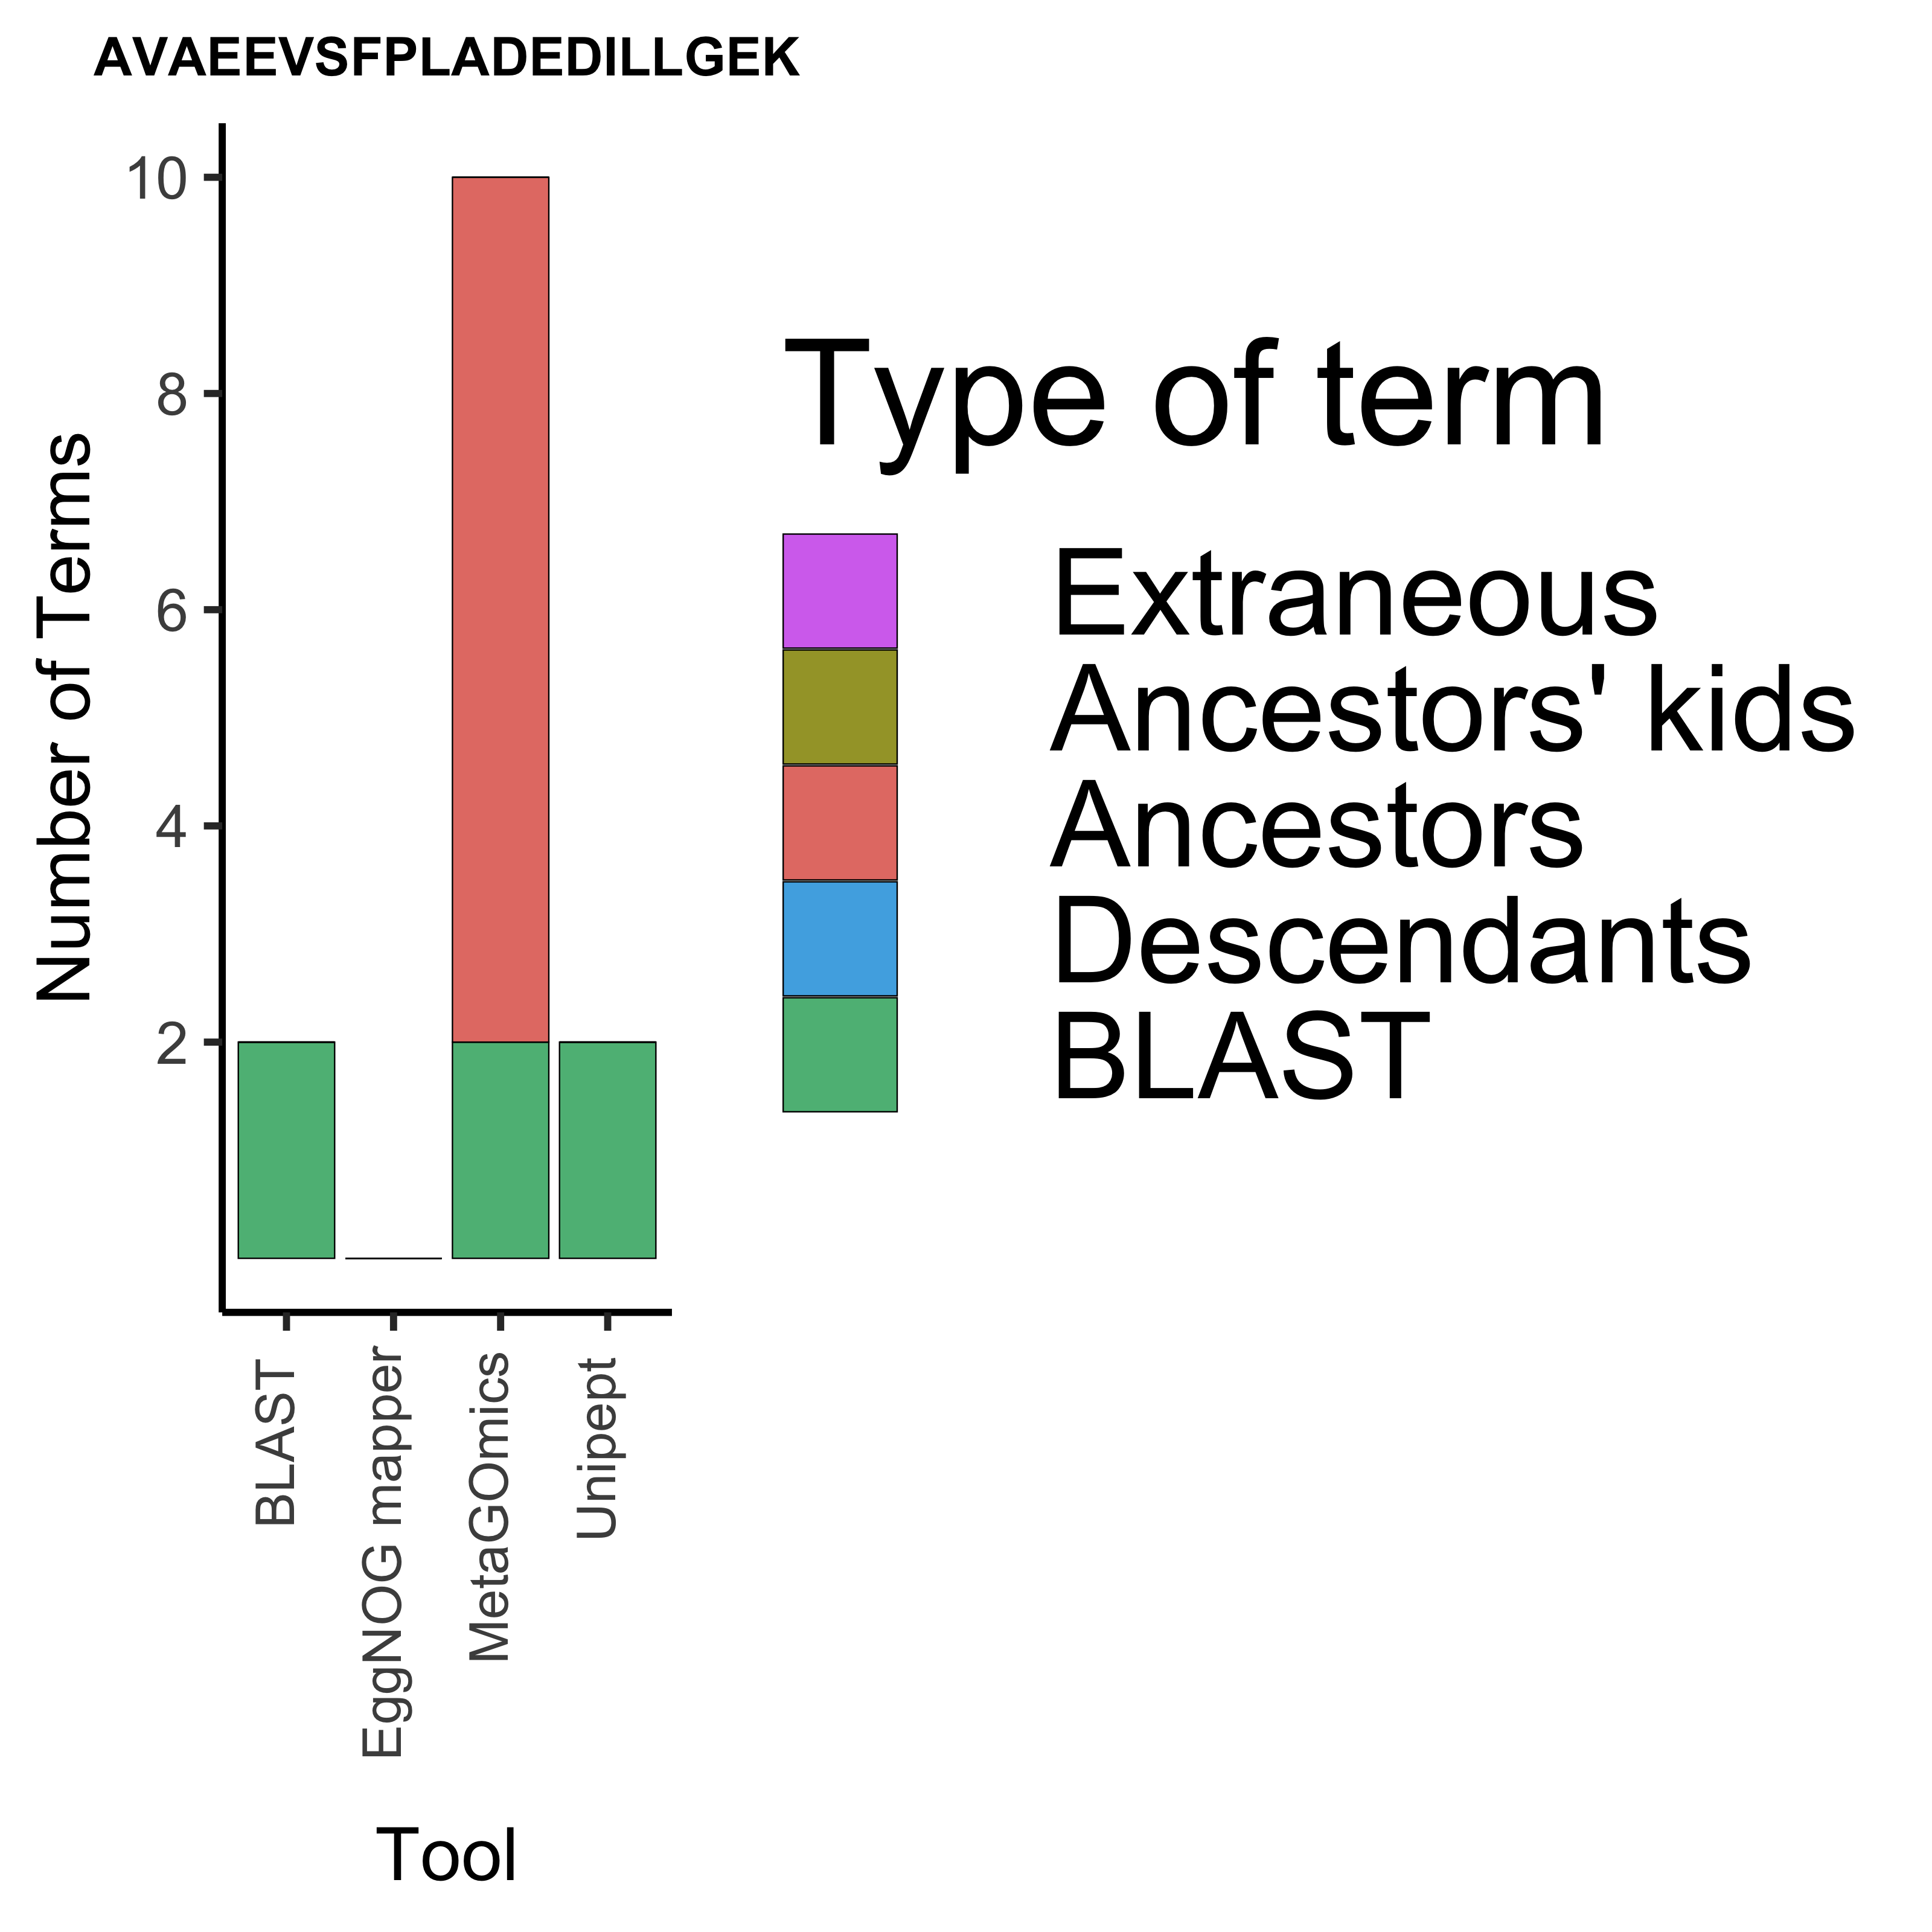 AVAEEVSFPLADEDILLGEK
Number of Terms
10
8
6
4
2
BLAST
EggNOG mapper
MetaGOmics
Unipept
Tool
Type of term
Extraneous
Ancestors' kids
Ancestors
Descendants
BLAST